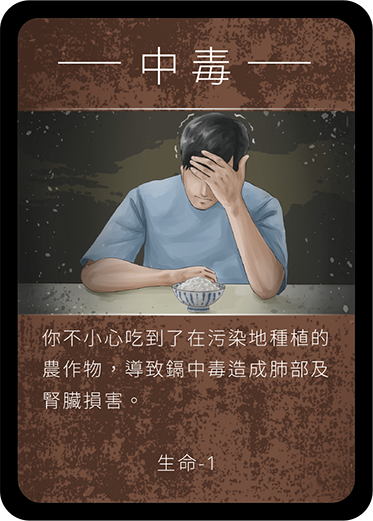 中毒
你不小心吃到了在污染地種植的
農作物，導致鎘中毒造成肺部及
腎臟損害。
生命-1